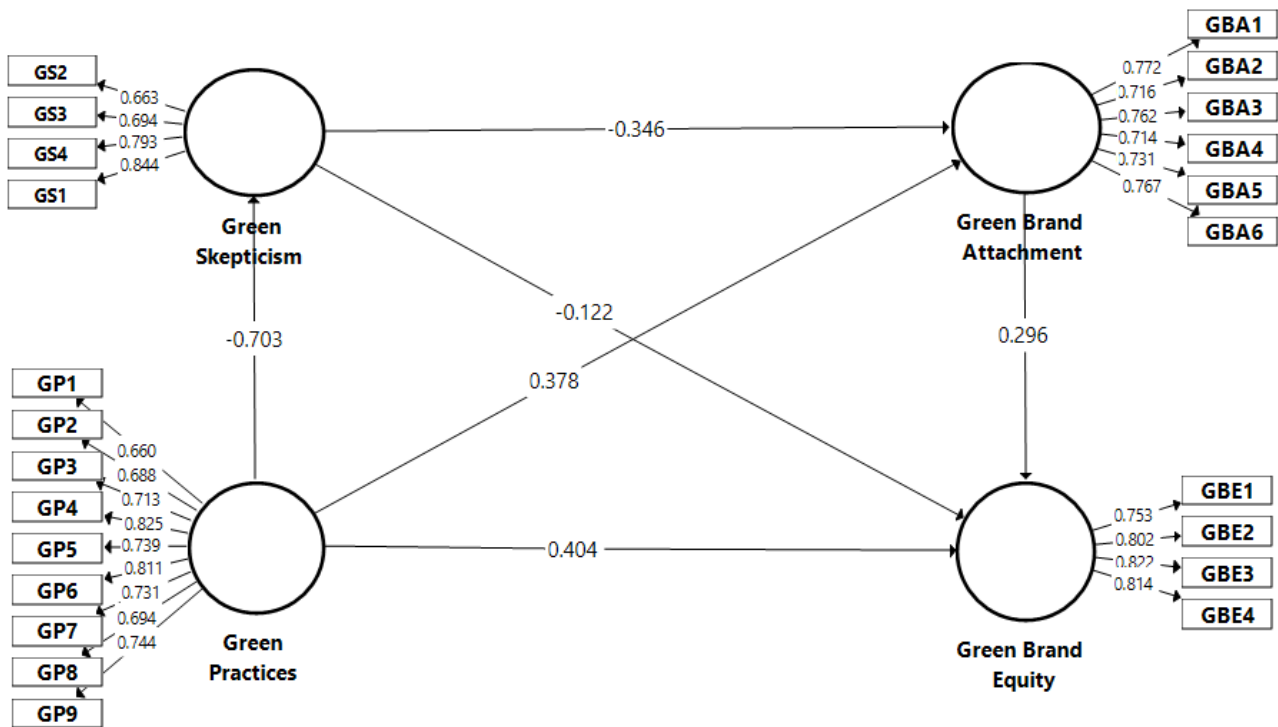 GS2
GS3
GS4
GS1
0.663
0.694
0.793
0.844
Green
Skepticism
-0.346
GBA1
GBA2
GBA3
GBA4
GBA5
GBA6
0.772
0.716
0.762
0.714
0.731
0.767
Green Brand
Attachment
-0.703
-0.122
0.378
0.296
GP1
GP2
GP3
GP4
GP5
GP6
GP7
GP8
GP9
0.660
0.688
0.713
0.825
0.739
0.811
0.731
0.694
0.744
Green
Practices
0.404
GBE1
GBE2
GBE3
GBE4
0.753
0.802
0.822
0.814
Green Brand
Equity